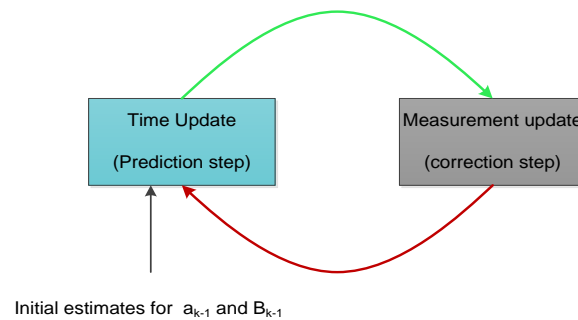 Time Update
(Prediction step)
Measurement update
(correction step)
Initial estimates for a₍k-1₎ and B₍k-1₎